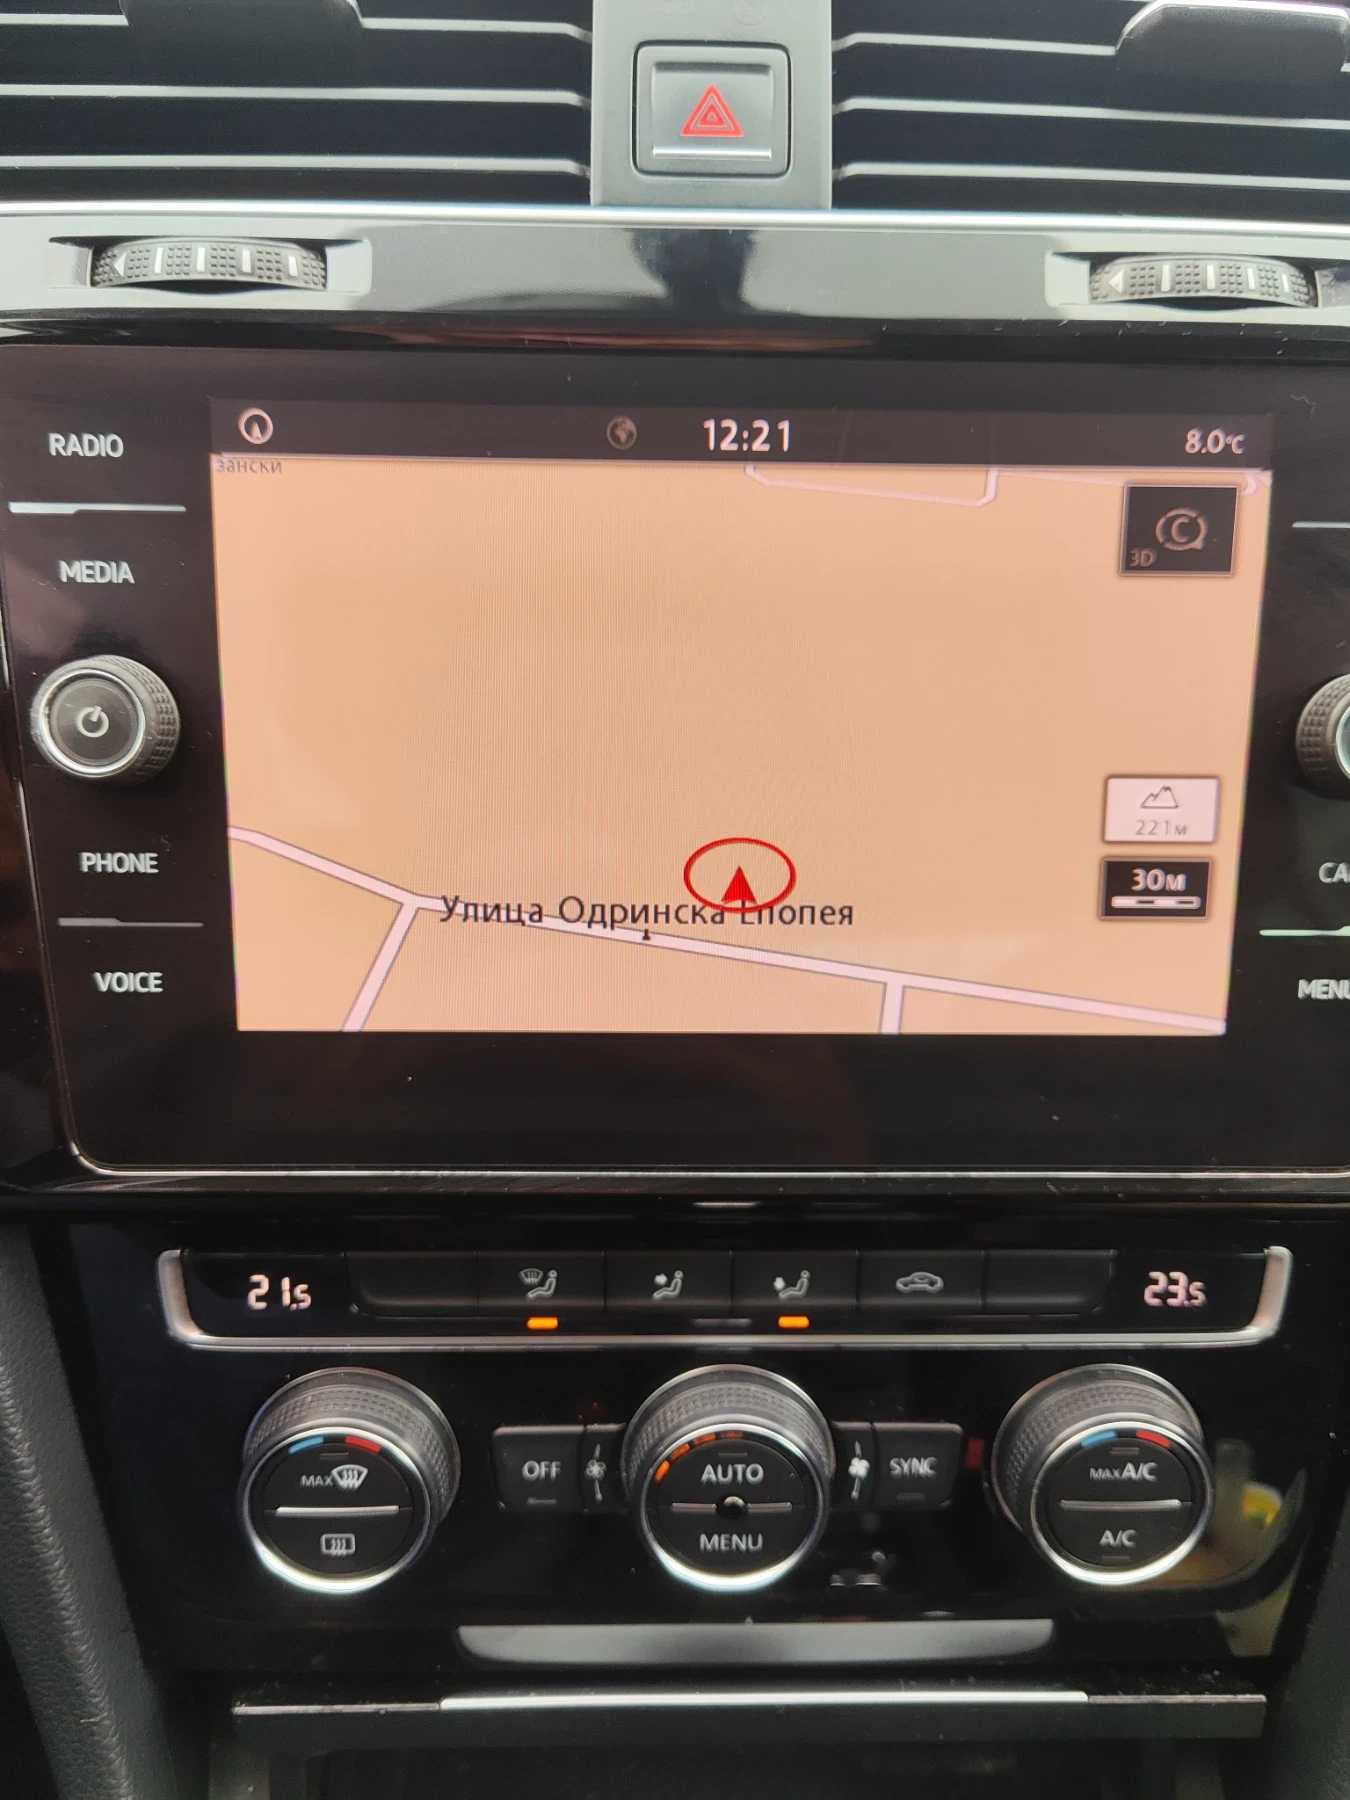 12:21
8.0°C
RADIO
зански
3D
C
MEDIA
221м
PHONE
30м
Улица Одринска Епопея
VOICE
MENU
21.5
23.5
MAX
OFF
AUTO
SYNC
MAX A/C
MENU
A/C